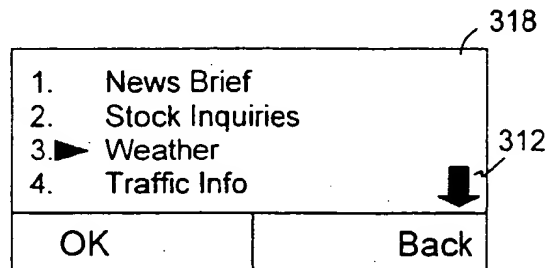 318
1. News Brief
2. Stock Inquiries
3. Weather
312
4. Traffic Info
OK Back